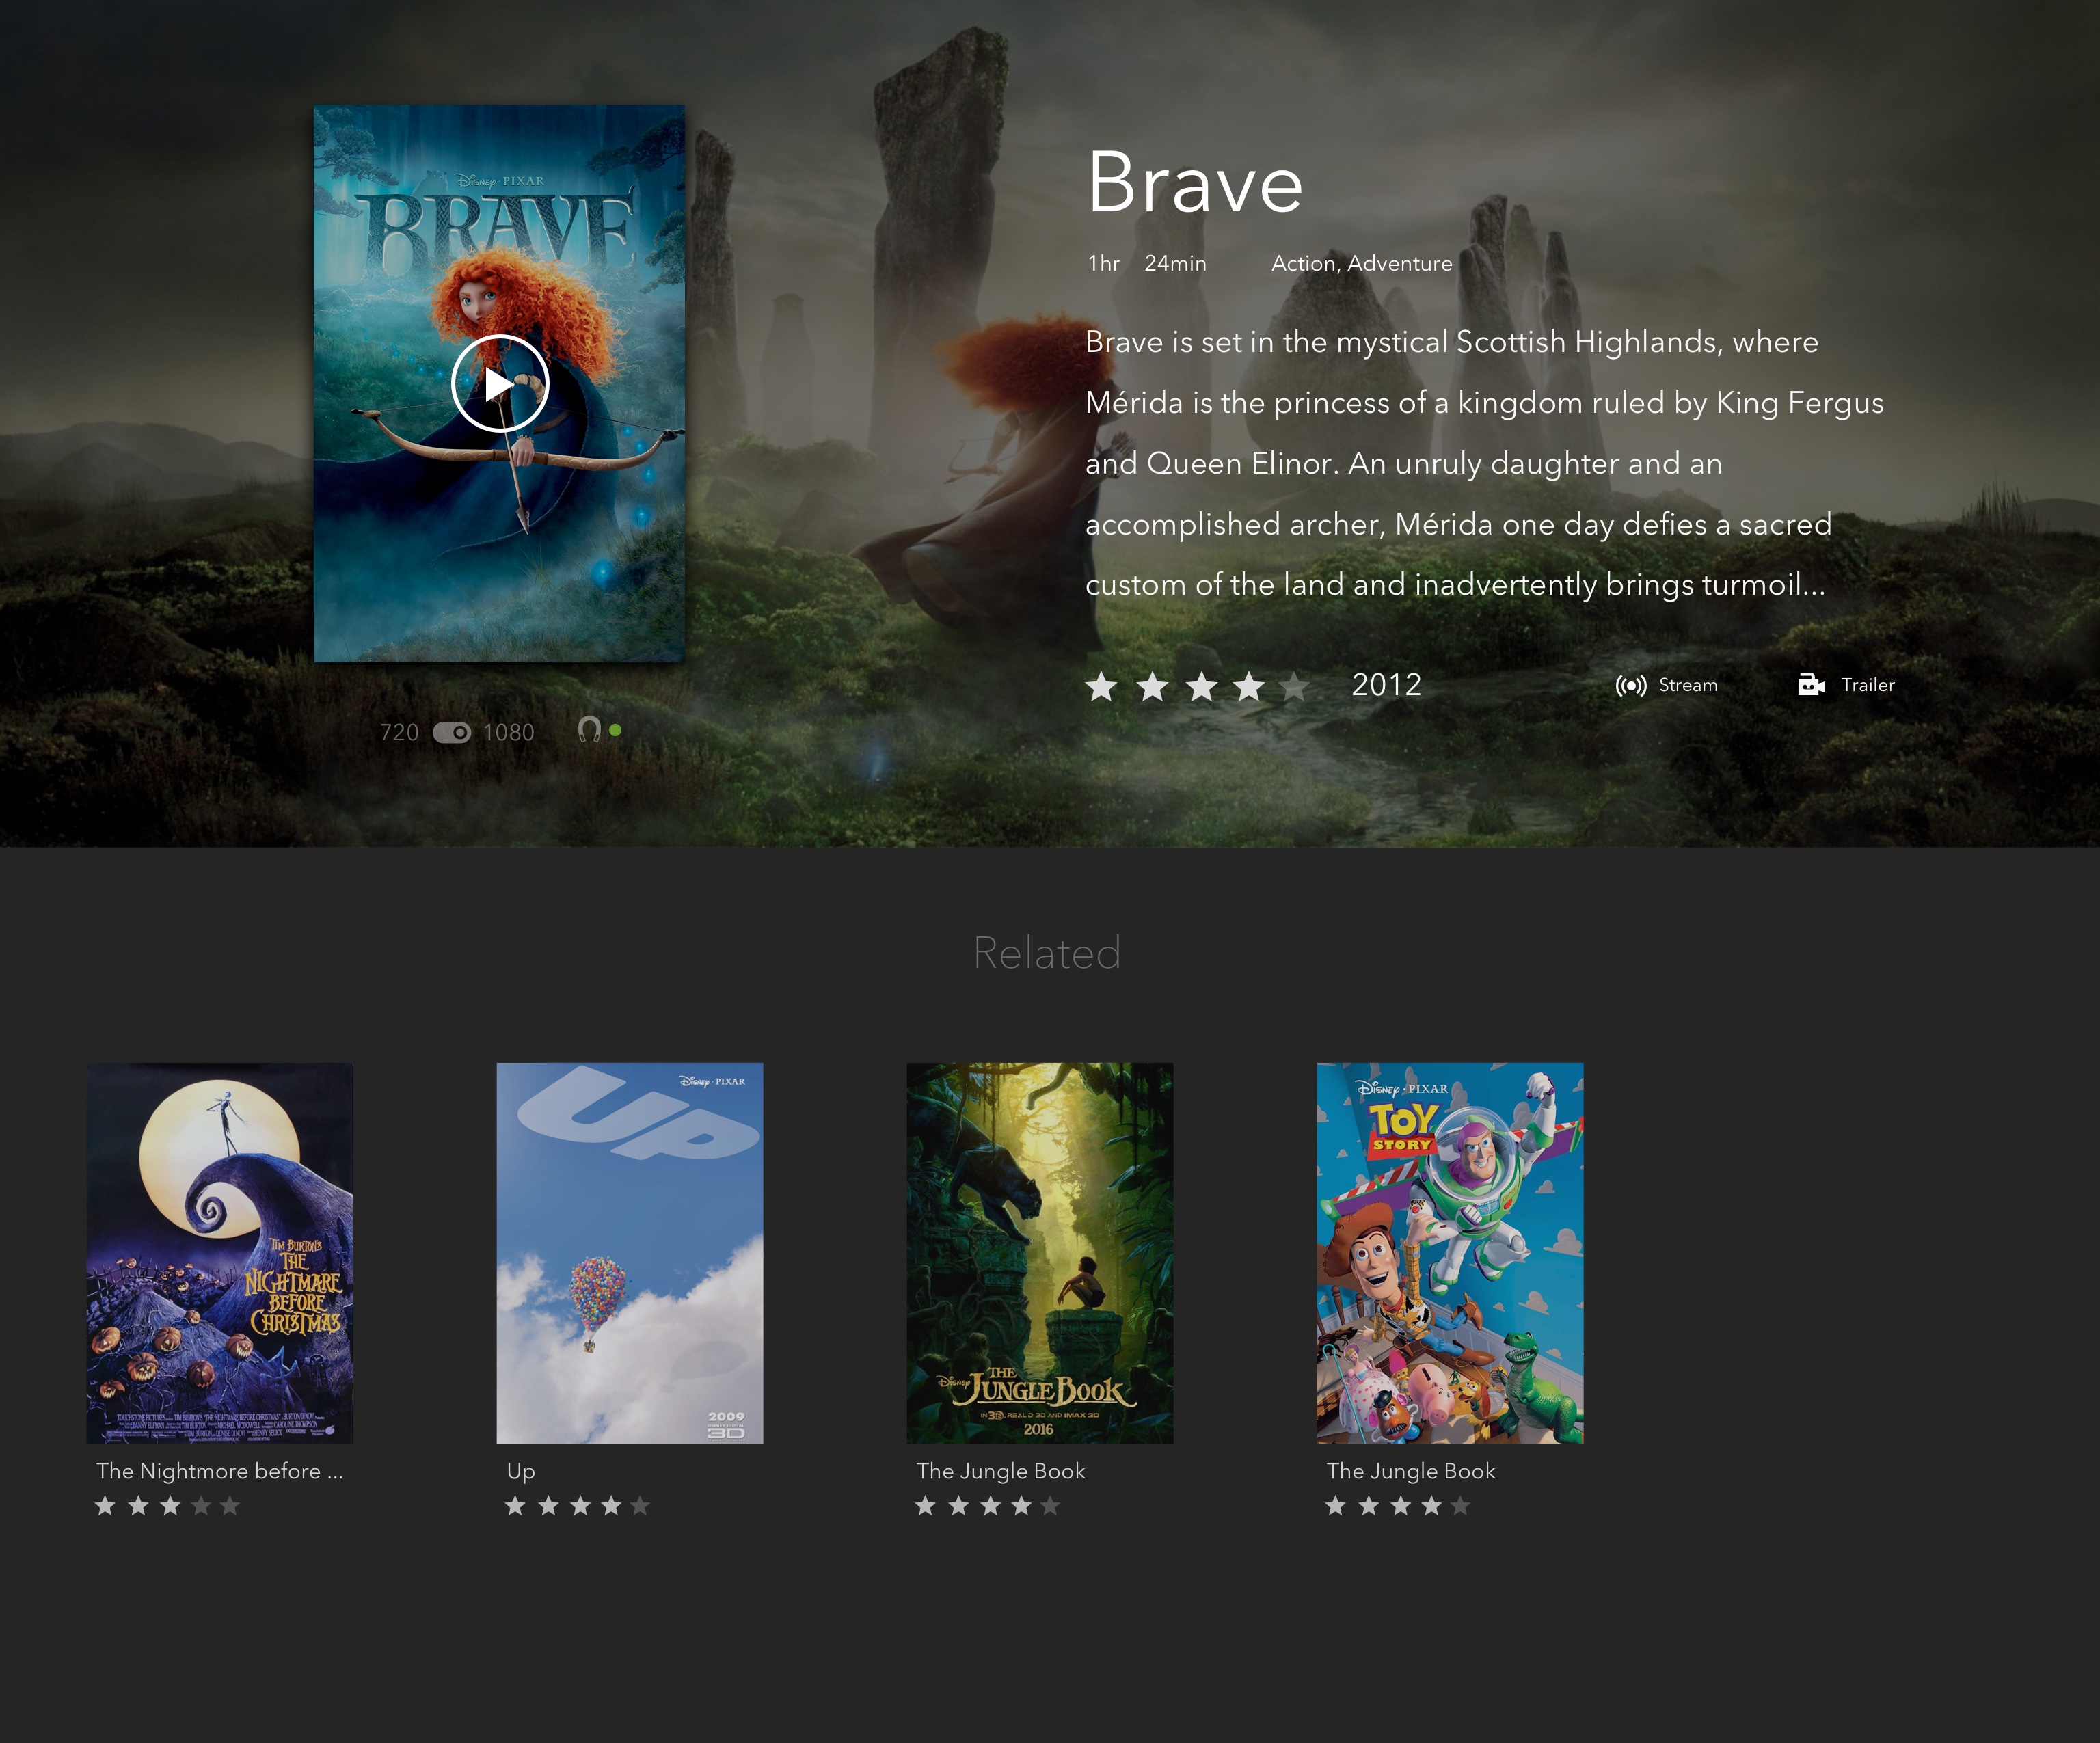 Disney · PIXAR
BRAVE
Brave
1hr 24min Action, Adventure
Brave is set in the mystical Scottish Highlands, where
Mérida is the princess of a kingdom ruled by King Fergus
and Queen Elinor. An unruly daughter and an
accomplished archer, Mérida one day defies a sacred
custom of the land and inadvertently brings turmoil...
2012
Stream
Trailer
720 1080
Related
TIM BURTON'S
THE
NIGHTMARE
BEFORE
CHRISTMAS
The Nightmore before ...
Disney · PIXAR
UP
2009
3D
Up
Disney
THE
JUNGLE BOOK
IN 3D, REAL D 3D AND IMAX 3D
2016
The Jungle Book
Disney · PIXAR
TOY
STORY
The Jungle Book